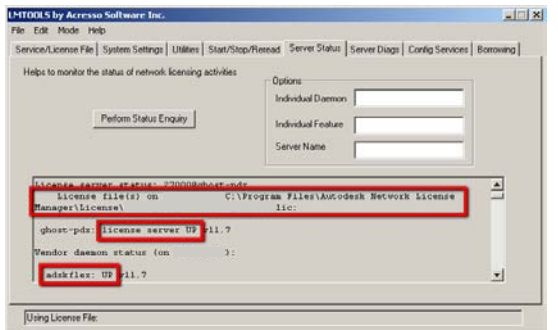 LMTOOLS by Acresso Software Inc.
File Edit Mode Help
Service/License File System Settings Utilities Start/Stop/Reread Server Status Server Diags Config Services Borrowing
Helps to monitor the status of network licensing activities
Options
Individual Daemon
Perform Status Enquiry
Individual Feature
Server Name
License server status: 27000@ghost-pdx
License file(s) on C:\Program Files\Autodesk Network License
Manager\License\ lic:
ghost-pdx: license server UP v11.7
Vendor daemon status (on ):
adskflex: UP v11.7
Using License File: